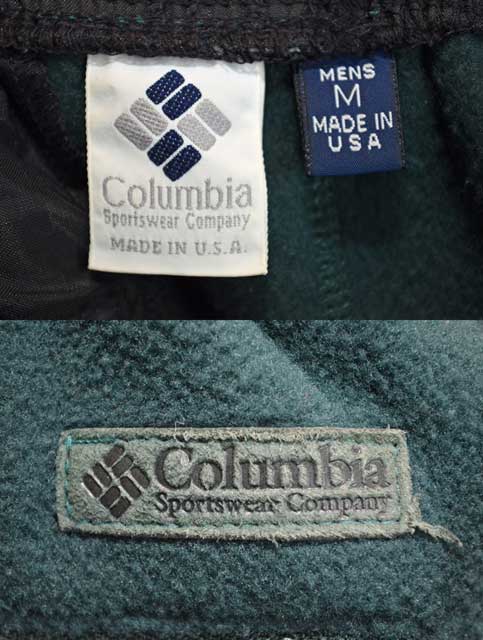 Columbia
Sportswear Company
MADE IN U.S.A.
MENS
M
MADE IN
USA
Columbia
Sportswear Company